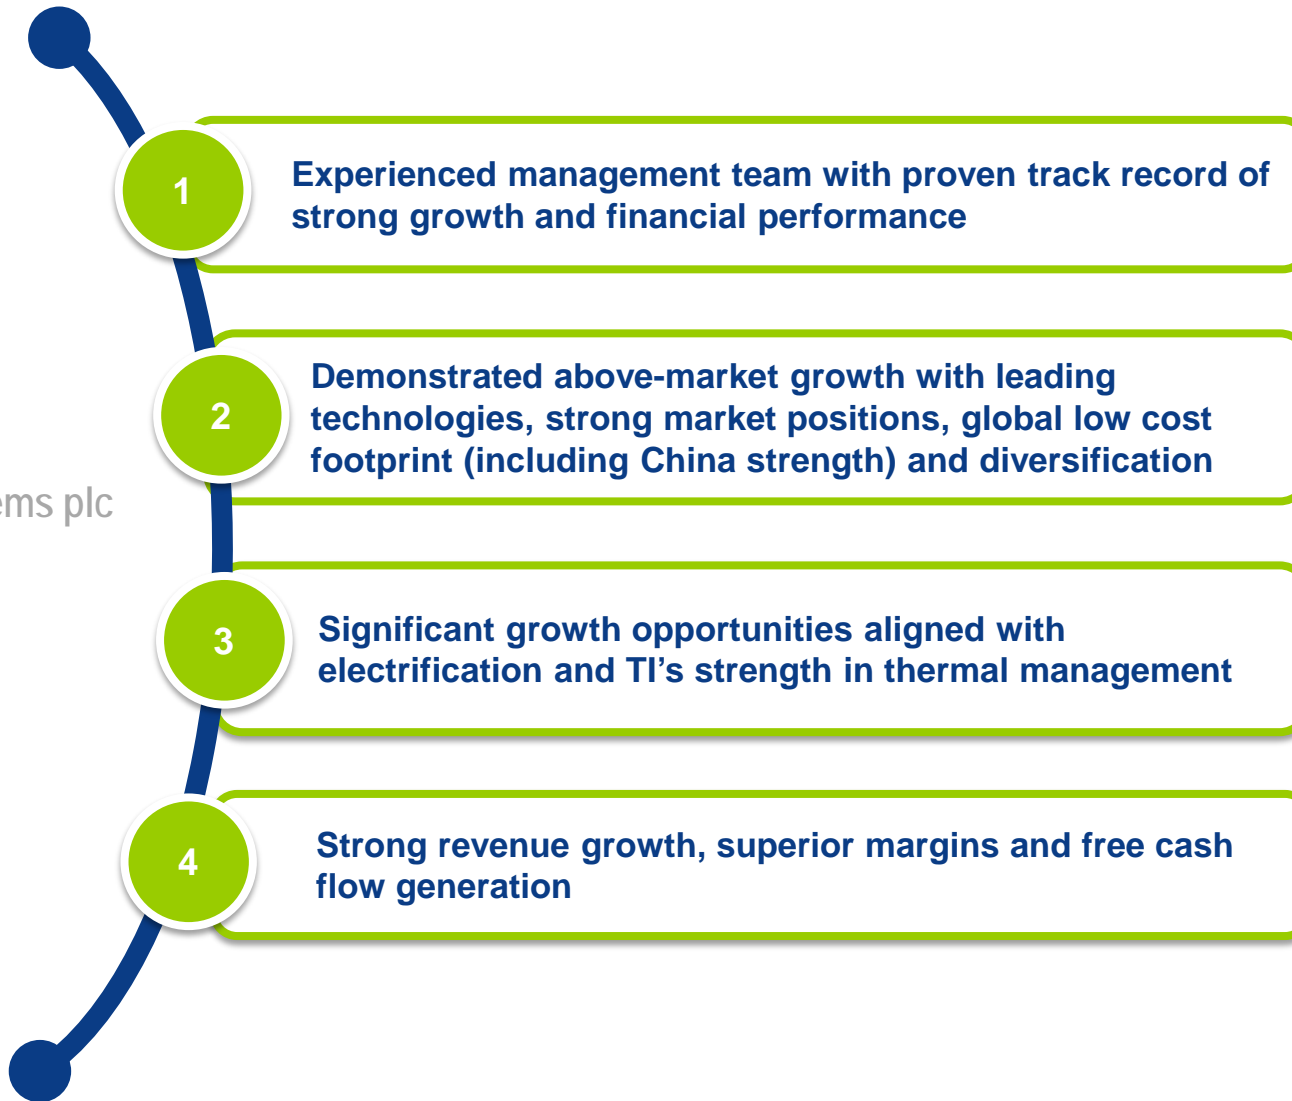 1
Experienced management team with proven track record of
strong growth and financial performance
2
Demonstrated above-market growth with leading
technologies, strong market positions, global low cost
footprint (including China strength) and diversification
plc
3
Significant growth opportunities aligned with
electrification and TI’s strength in thermal management
4
Strong revenue growth, superior margins and free cash
flow generation